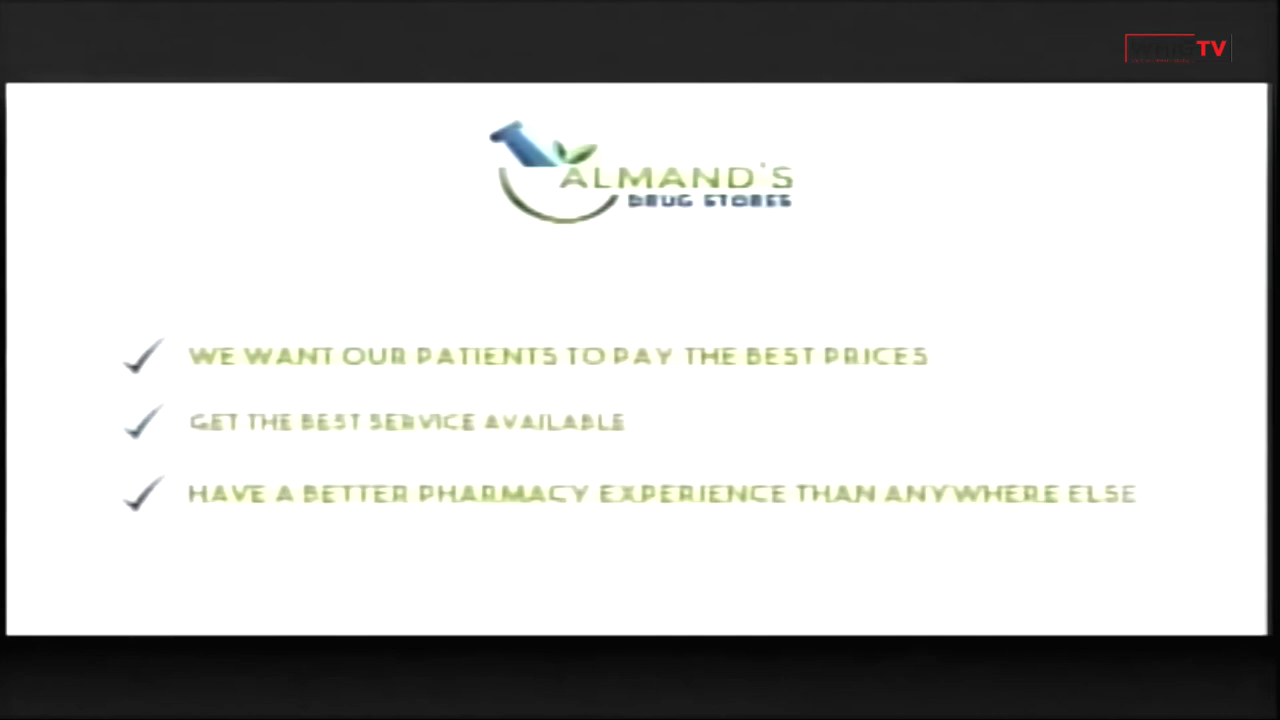 TV
ALMAND'S
DRUG STORES
WE WANT OUR PATIENTS TO PAY THE BEST PRICES
GET THE BEST SERVICE AVAILABLE
HAVE A BETTER PHARMACY EXPERIENCE THAN ANYWHERE ELSE